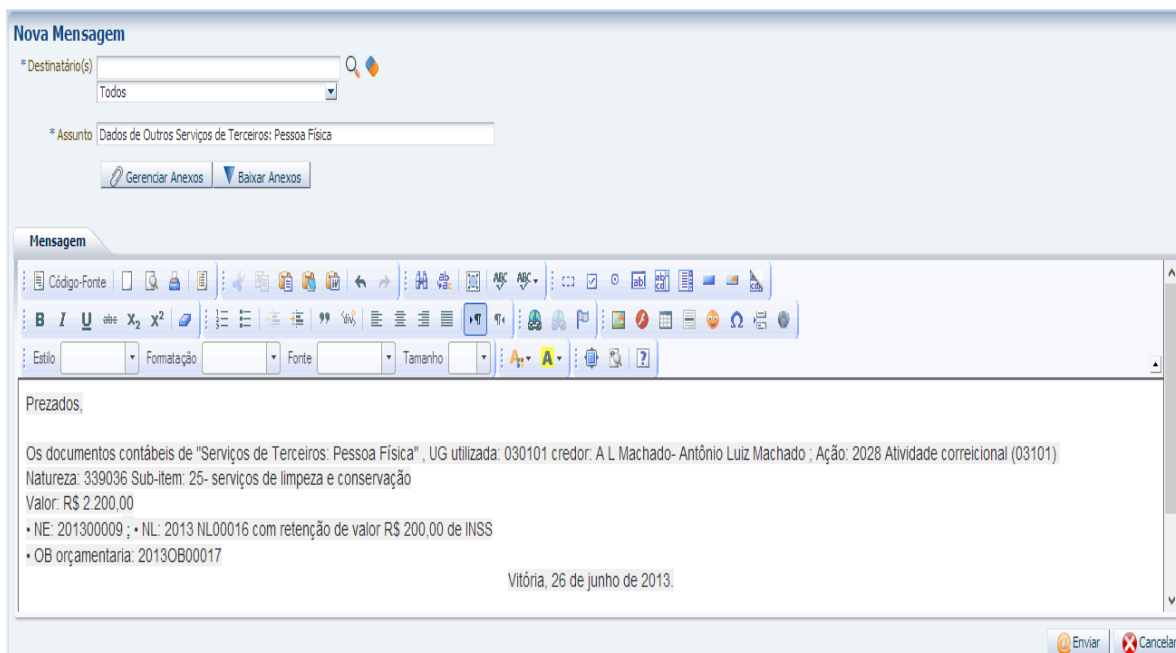 Nova Mensagem
* Destinatário(s)
Todos
* Assunto Dados de Outros Serviços de Terceiros: Pessoa Física
Gerenciar Anexos Baixar Anexos
Mensagem
Código-Fonte
B I U abc X₂ X²
Estilo Formatação Fonte Tamanho
Prezados,
Os documentos contábeis de "Serviços de Terceiros: Pessoa Física" , UG utilizada: 030101 credor: A L Machado- Antônio Luiz Machado ; Ação: 2028 Atividade correicional (03101)
Natureza: 339036 Sub-item: 25- serviços de limpeza e conservação
Valor: R$ 2.200,00
• NE: 201300009 ; • NL: 2013 NL00016 com retenção de valor R$ 200,00 de INSS
• OB orçamentaria: 2013OB00017
Vitória, 26 de junho de 2013.
Enviar Cancelar